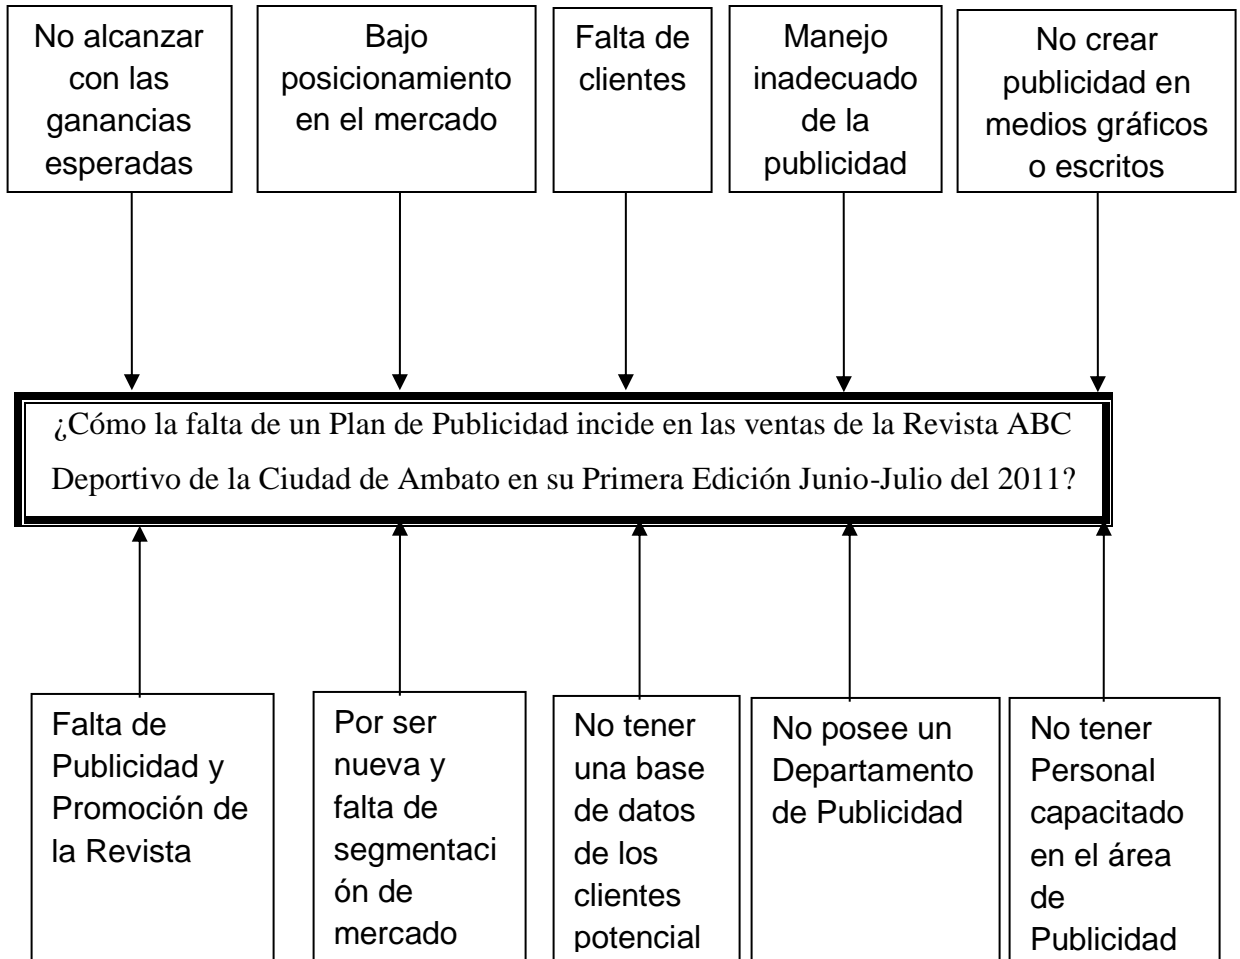 No alcanzar
con las
ganancias
esperadas
Bajo
posicionamiento
en el mercado
Falta de
clientes
Manejo
inadecuado
de la
publicidad
No crear
publicidad en
medios gráficos
o escritos
¿Cómo la falta de un Plan de Publicidad incide en las ventas de la Revista ABC
Deportivo de la Ciudad de Ambato en su Primera Edición Junio-Julio del 2011?
Falta de
Publicidad y
Promoción de
la Revista
Por ser
nueva y
falta de
segmentaci
ón de
mercado
No tener
una base
de datos
de los
clientes
potencial
No posee un
Departamento
de Publicidad
No tener
Personal
capacitado
en el área
de
Publicidad